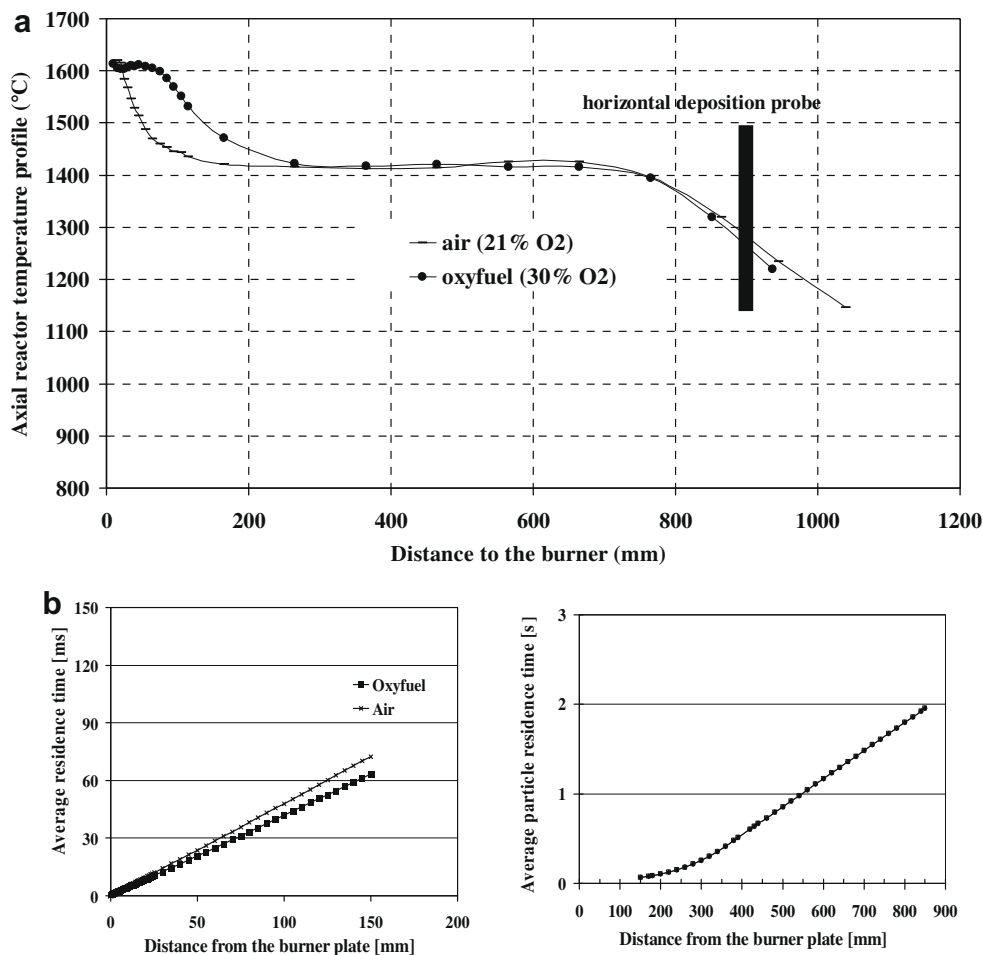 a
Axial reactor temperature profile (°C)
1700
1600
1500
1400
1300
1200
1100
1000
900
800
horizontal deposition probe
air (21% O2)
oxyfuel (30% O2)
0 200 400 600 800 1000 1200
Distance to the burner (mm)
b
Average residence time [ms]
150
120
90
60
30
0
Oxyfuel
Air
0 50 100 150 200
Distance from the burner plate [mm]
Average particle residence time [s]
3
2
1
0
0 100 200 300 400 500 600 700 800 900
Distance from the burner plate [mm]